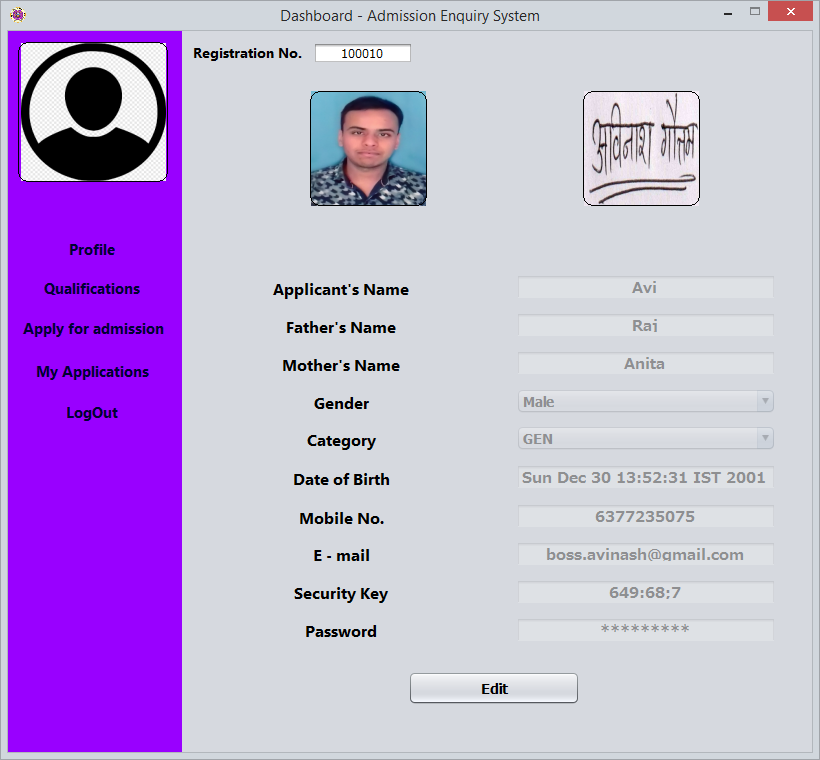 Dashboard - Admission Enquiry System
Registration No. 100010
अविनाश गौतम
Profile
Qualifications
Apply for admission
My Applications
LogOut
Applicant's Name Avi
Father's Name Raj
Mother's Name Anita
Gender Male
Category GEN
Date of Birth Sun Dec 30 13:52:31 IST 2001
Mobile No. 6377235075
E - mail boss.avinash@gmail.com
Security Key 649:68;7
Password *********
Edit